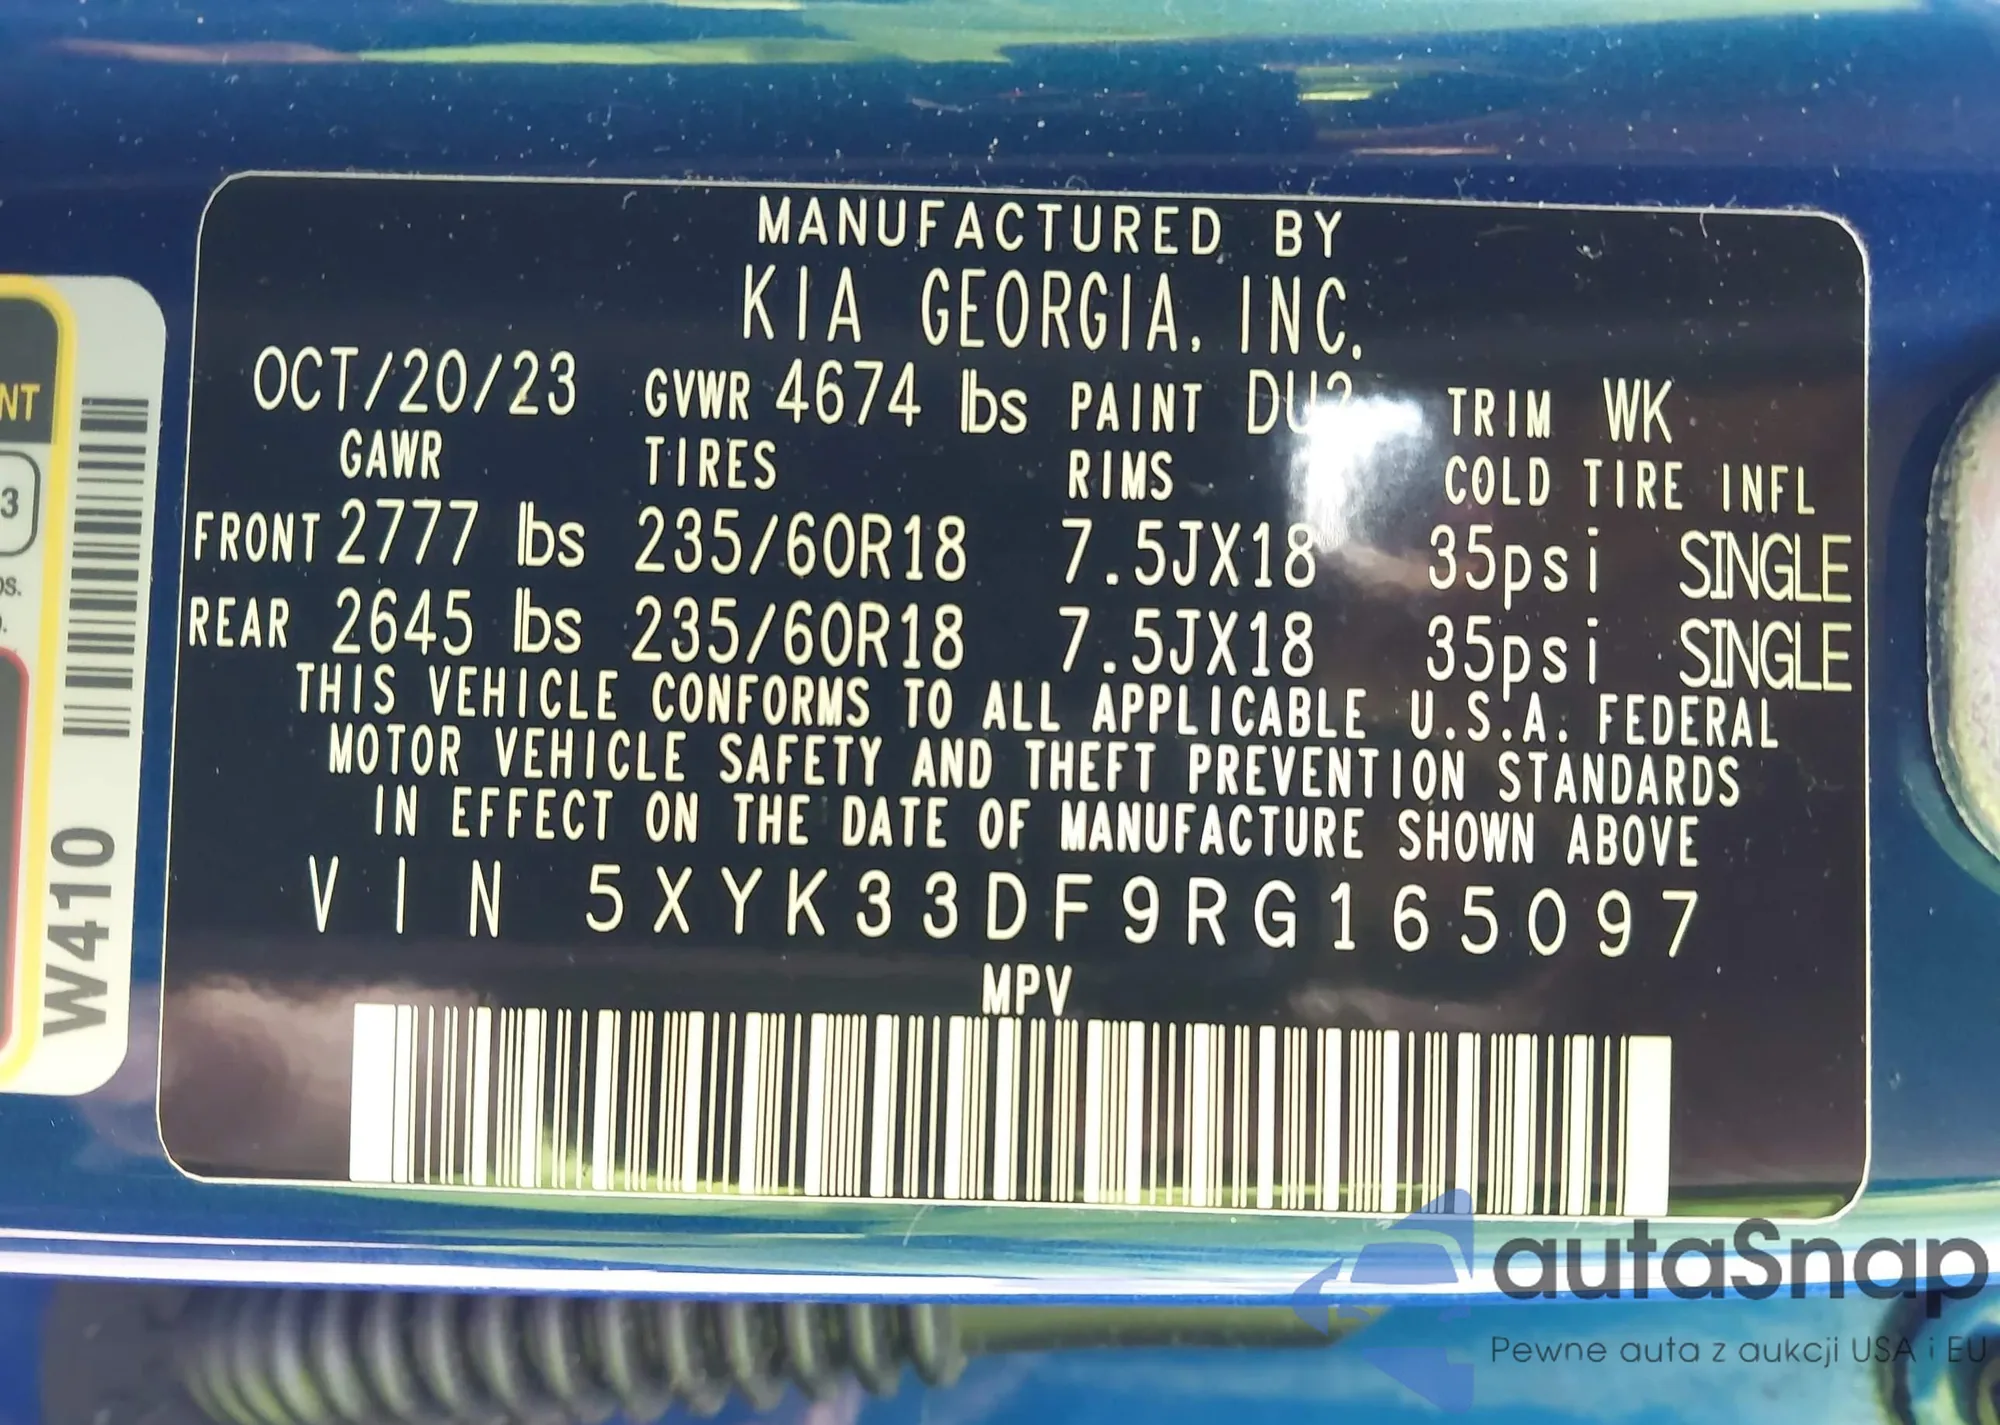 MANUFACTURED BY
KIA GEORGIA, INC.
OCT/20/23 GVWR 4674 lbs PAINT TRIM WK
GAWR TIRES RIMS COLD TIRE INFL
FRONT 2777 lbs 235/60R18 7.5JX18 35psi SINGLE
REAR 2645 lbs 235/60R18 7.5JX18 35psi SINGLE
THIS VEHICLE CONFORMS TO ALL APPLICABLE U.S.A. FEDERAL
MOTOR VEHICLE SAFETY AND THEFT PREVENTION STANDARDS
IN EFFECT ON THE DATE OF MANUFACTURE SHOWN ABOVE
VIN 5XYK33DF9RG165097
MPV
W410
autaSnap
Pewne auta z aukcji USA i EU